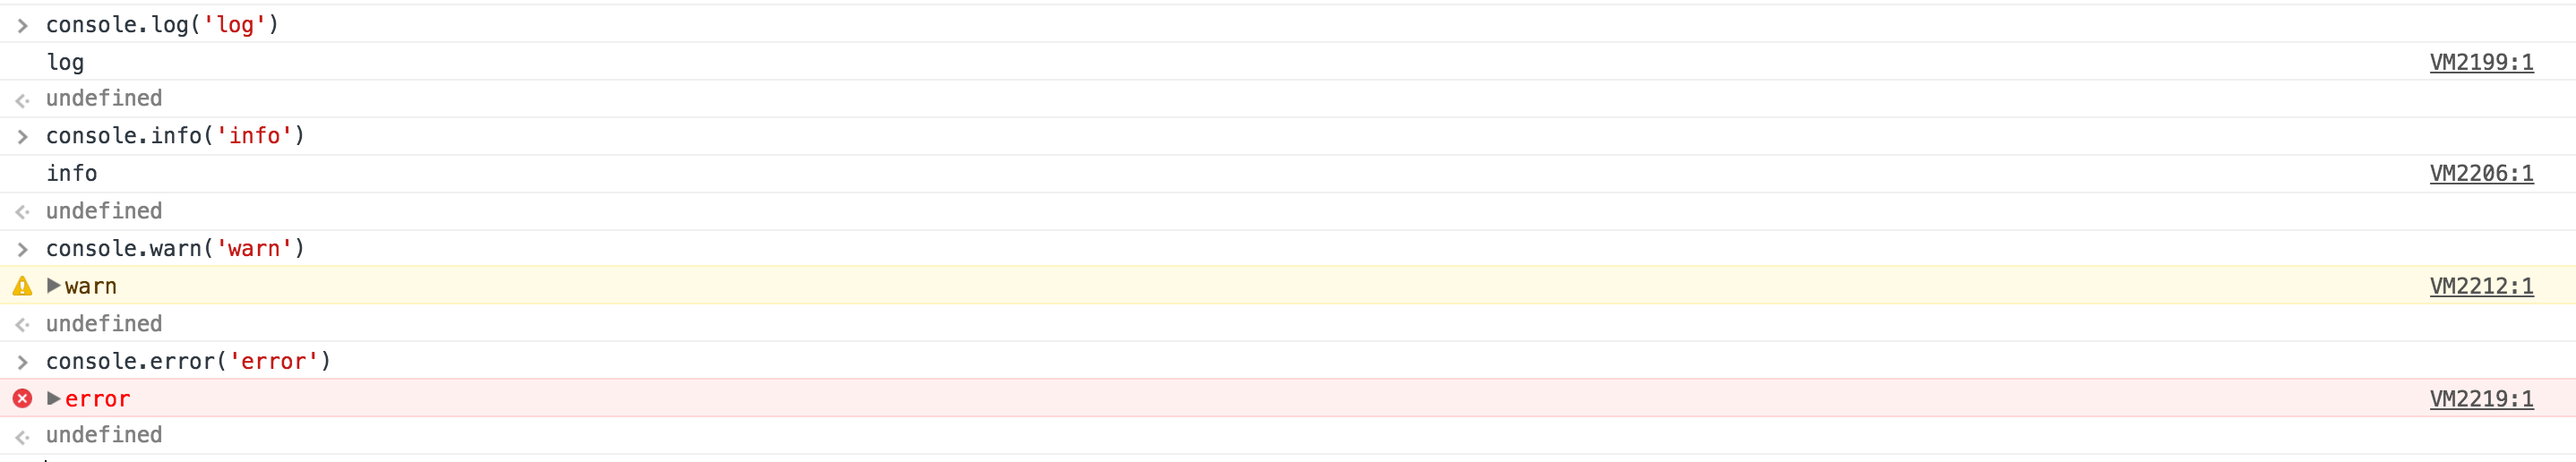 console.log('log')
log VM2199:1
undefined
console.info('info')
info VM2206:1
undefined
console.warn('warn')
warn VM2212:1
undefined
console.error('error')
error VM2219:1
undefined